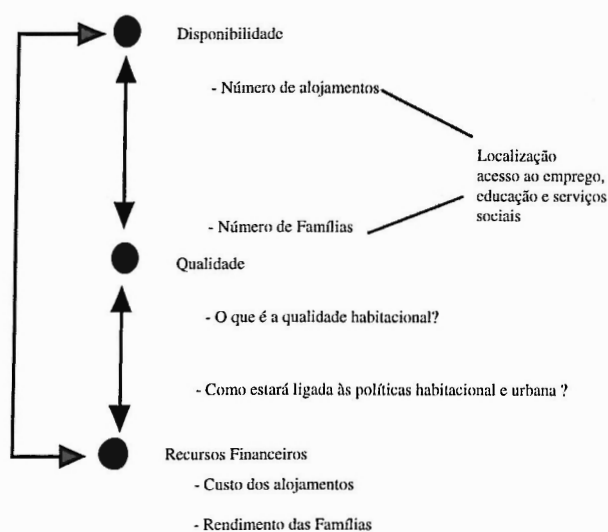 Disponibilidade
- Número de alojamentos
Localização
acesso ao emprego,
educação e serviços
sociais
- Número de Famílias
Qualidade
- O que é a qualidade habitacional?
- Como estará ligada às políticas habitacional e urbana ?
Recursos Financeiros
- Custo dos alojamentos
- Rendimento das Famílias